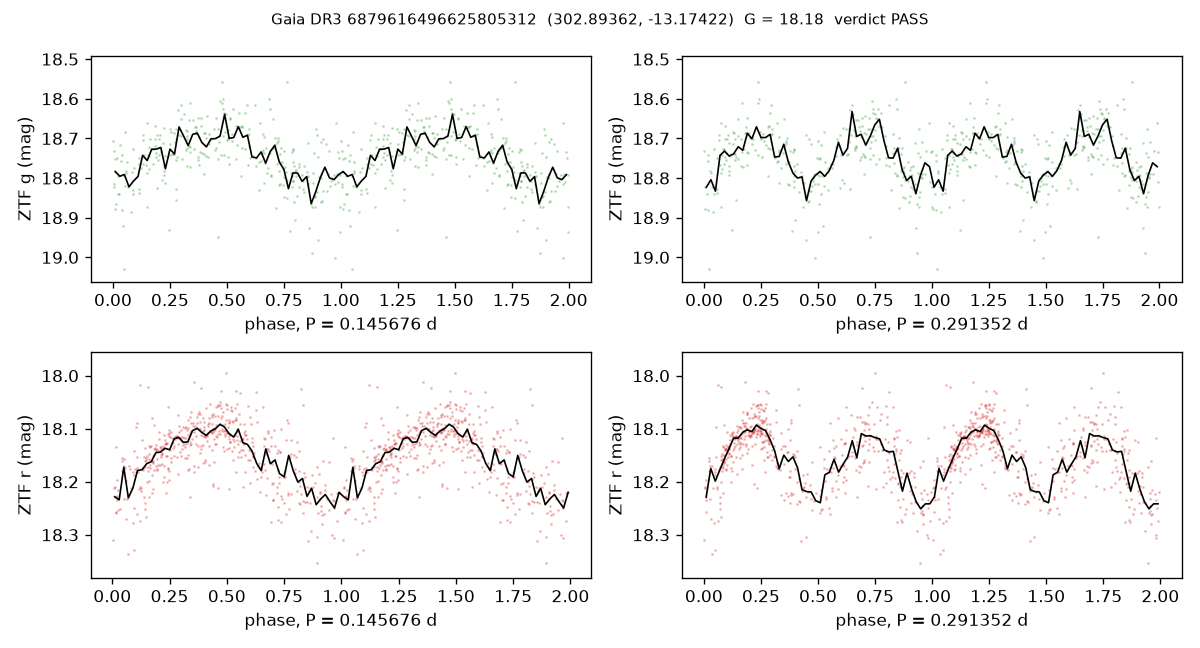 Gaia DR3 6879616496625805312  (302.89362, -13.17422)  G = 18.18  verdict PASS
ZTF g (mag)
18.5
18.6
18.7
18.8
18.9
19.0
0.00 0.25 0.50 0.75 1.00 1.25 1.50 1.75 2.00
phase, P = 0.145676 d
ZTF g (mag)
18.5
18.6
18.7
18.8
18.9
19.0
0.00 0.25 0.50 0.75 1.00 1.25 1.50 1.75 2.00
phase, P = 0.291352 d
ZTF r (mag)
18.0
18.1
18.2
18.3
0.00 0.25 0.50 0.75 1.00 1.25 1.50 1.75 2.00
phase, P = 0.145676 d
ZTF r (mag)
18.0
18.1
18.2
18.3
0.00 0.25 0.50 0.75 1.00 1.25 1.50 1.75 2.00
phase, P = 0.291352 d